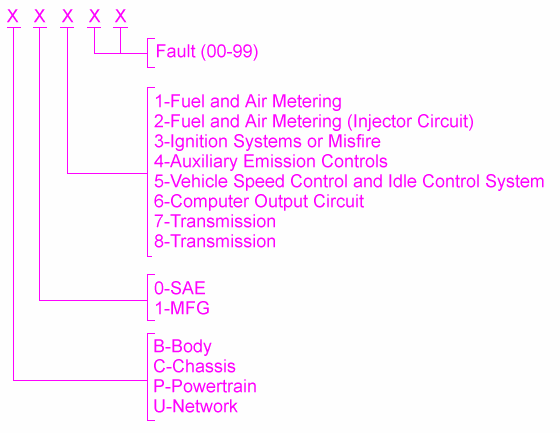 X X X X X
Fault (00-99)
1-Fuel and Air Metering
2-Fuel and Air Metering (Injector Circuit)
3-Ignition Systems or Misfire
4-Auxiliary Emission Controls
5-Vehicle Speed Control and Idle Control System
6-Computer Output Circuit
7-Transmission
8-Transmission
0-SAE
1-MFG
B-Body
C-Chassis
P-Powertrain
U-Network